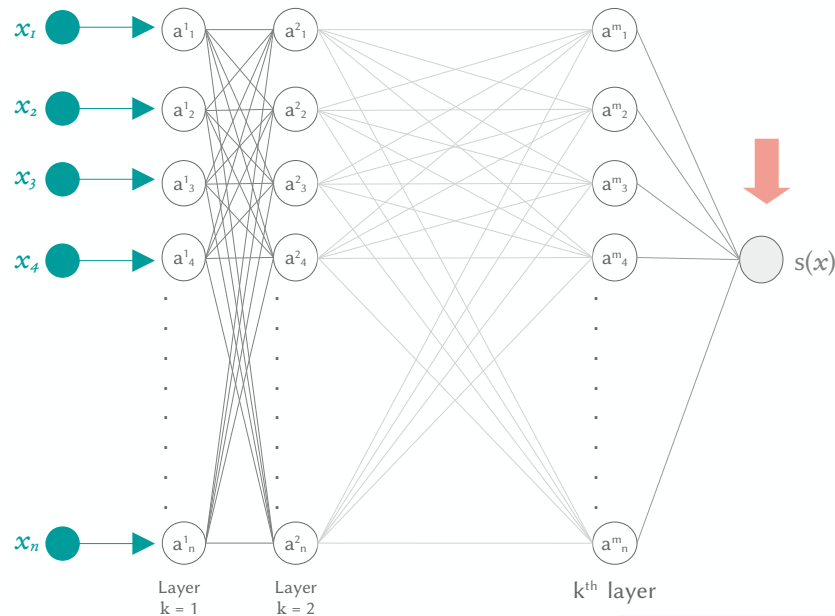 x₁ a¹₁ a²₁ aᵐ₁
x₂ a¹₂ a²₂ aᵐ₂
x₃ a¹₃ a²₃ aᵐ₃
x₄ a¹₄ a²₄ aᵐ₄ s(x)
xₙ a¹ₙ a²ₙ aᵐₙ
Layer Layer kᵗʰ layer
k = 1 k = 2